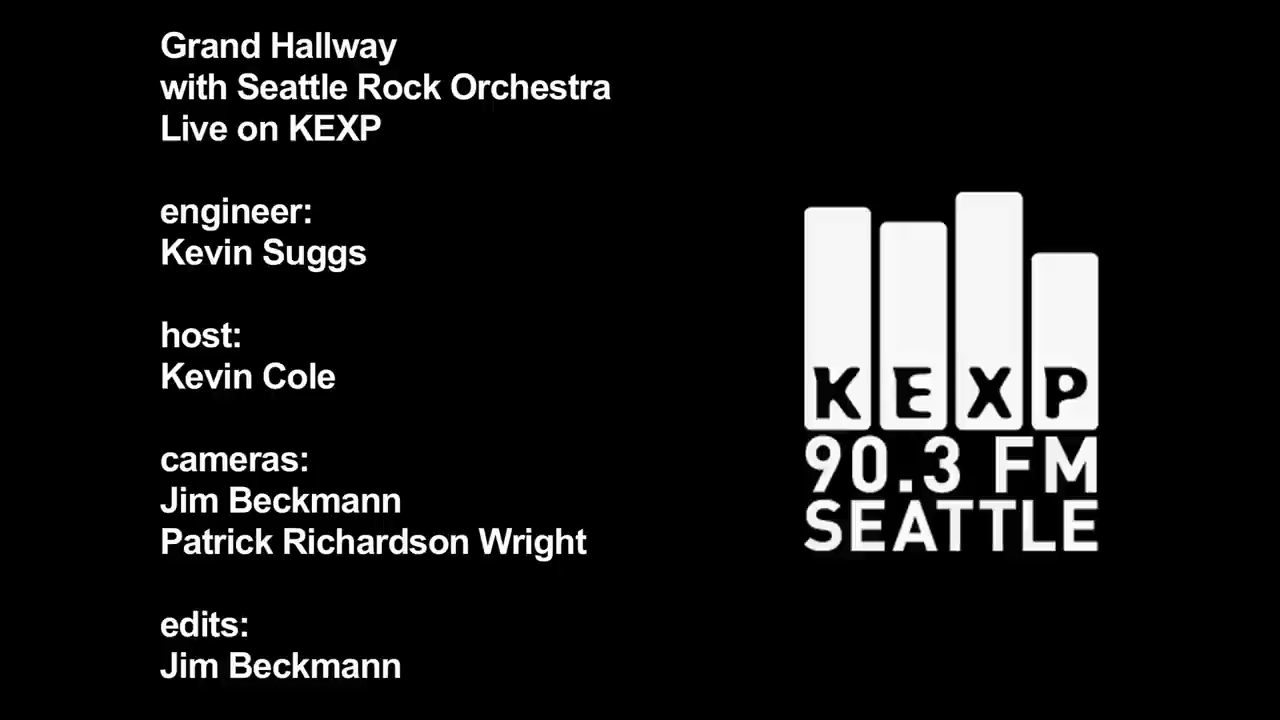 Grand Hallway
with Seattle Rock Orchestra
Live on KEXP
engineer:
Kevin Suggs
host:
Kevin Cole
cameras:
Jim Beckmann
Patrick Richardson Wright
edits:
Jim Beckmann
KEXP
90.3 FM
SEATTLE